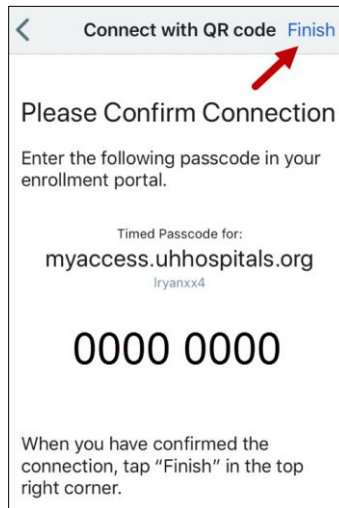 Connect with QR code Finish
Please Confirm Connection
Enter the following passcode in your
enrollment portal.
Timed Passcode for:
myaccess.uhhospitals.org
lryanxx4
0000 0000
When you have confirmed the
connection, tap “Finish” in the top
right corner.